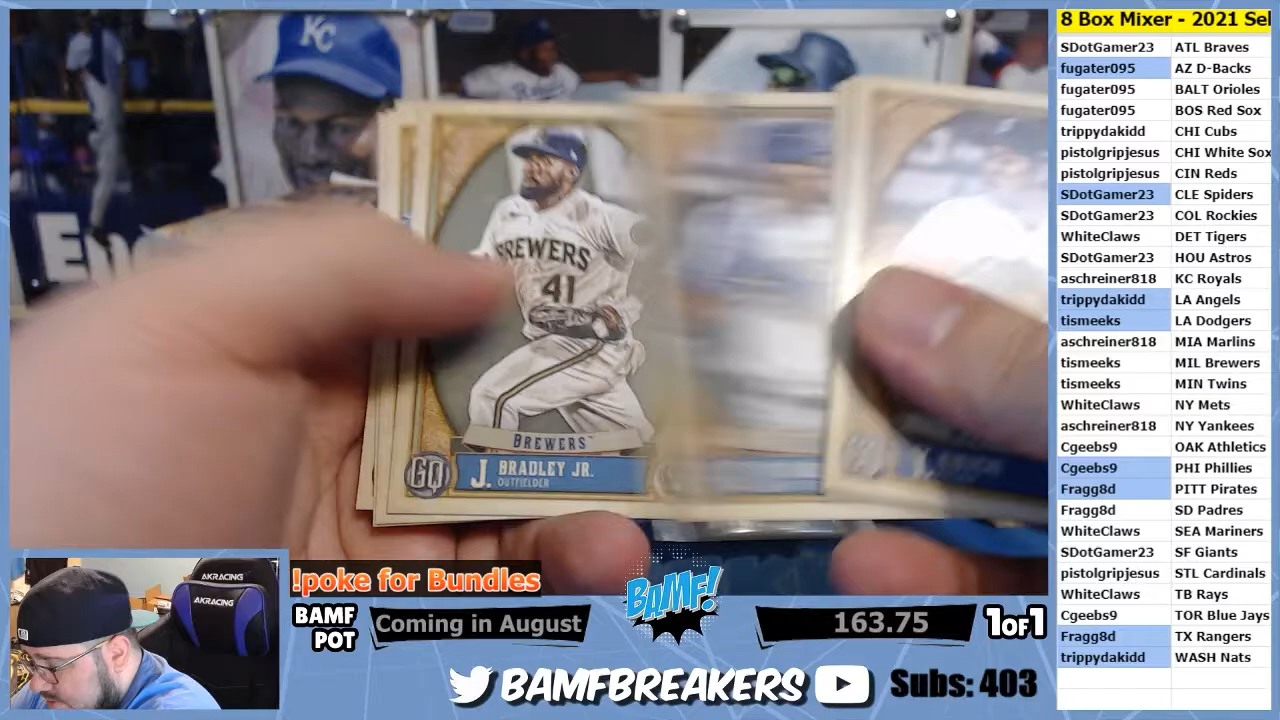 8 Box Mixer - 2021 Sel
SDotGamer23 ATL Braves
fugater095 AZ D-Backs
fugater095 BALT Orioles
fugater095 BOS Red Sox
trippydakidd CHI Cubs
pistolgripjesus CHI White Sox
pistolgripjesus CIN Reds
SDotGamer23 CLE Spiders
SDotGamer23 COL Rockies
WhiteClaws DET Tigers
SDotGamer23 HOU Astros
aschreiner818 KC Royals
trippydakidd LA Angels
tismeeks LA Dodgers
aschreiner818 MIA Marlins
tismeeks MIL Brewers
tismeeks MIN Twins
WhiteClaws NY Mets
aschreiner818 NY Yankees
Cgeebs9 OAK Athletics
Cgeebs9 PHI Phillies
Fragg8d PITT Pirates
Fragg8d SD Padres
WhiteClaws SEA Mariners
SDotGamer23 SF Giants
pistolgripjesus STL Cardinals
WhiteClaws TB Rays
Cgeebs9 TOR Blue Jays
Fragg8d TX Rangers
trippydakidd WASH Nats
KC
En
BREWERS
41
BREWERS
GQ
J. BRADLEY JR.
OUTFIELDER
AKRACING
AKRACING
!poke for Bundles
BAMF POT
Coming in August
BAMF!
163.75
1OF1
BAMFBREAKERS
Subs: 403